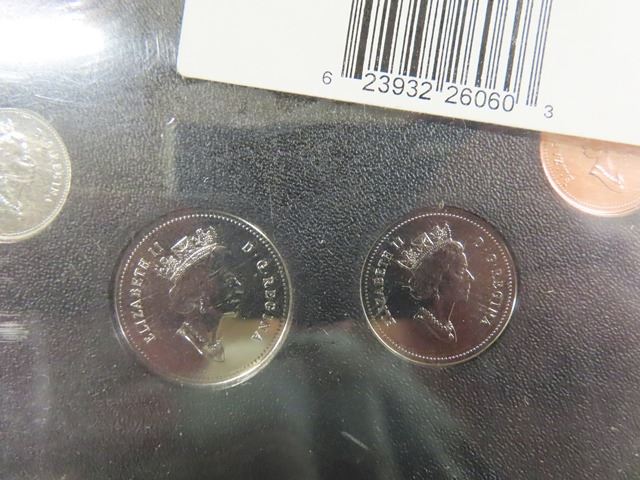 6 23932 26060 3
ELIZABETH II D·G·REGINA
ELIZABETH II D·G·REGINA